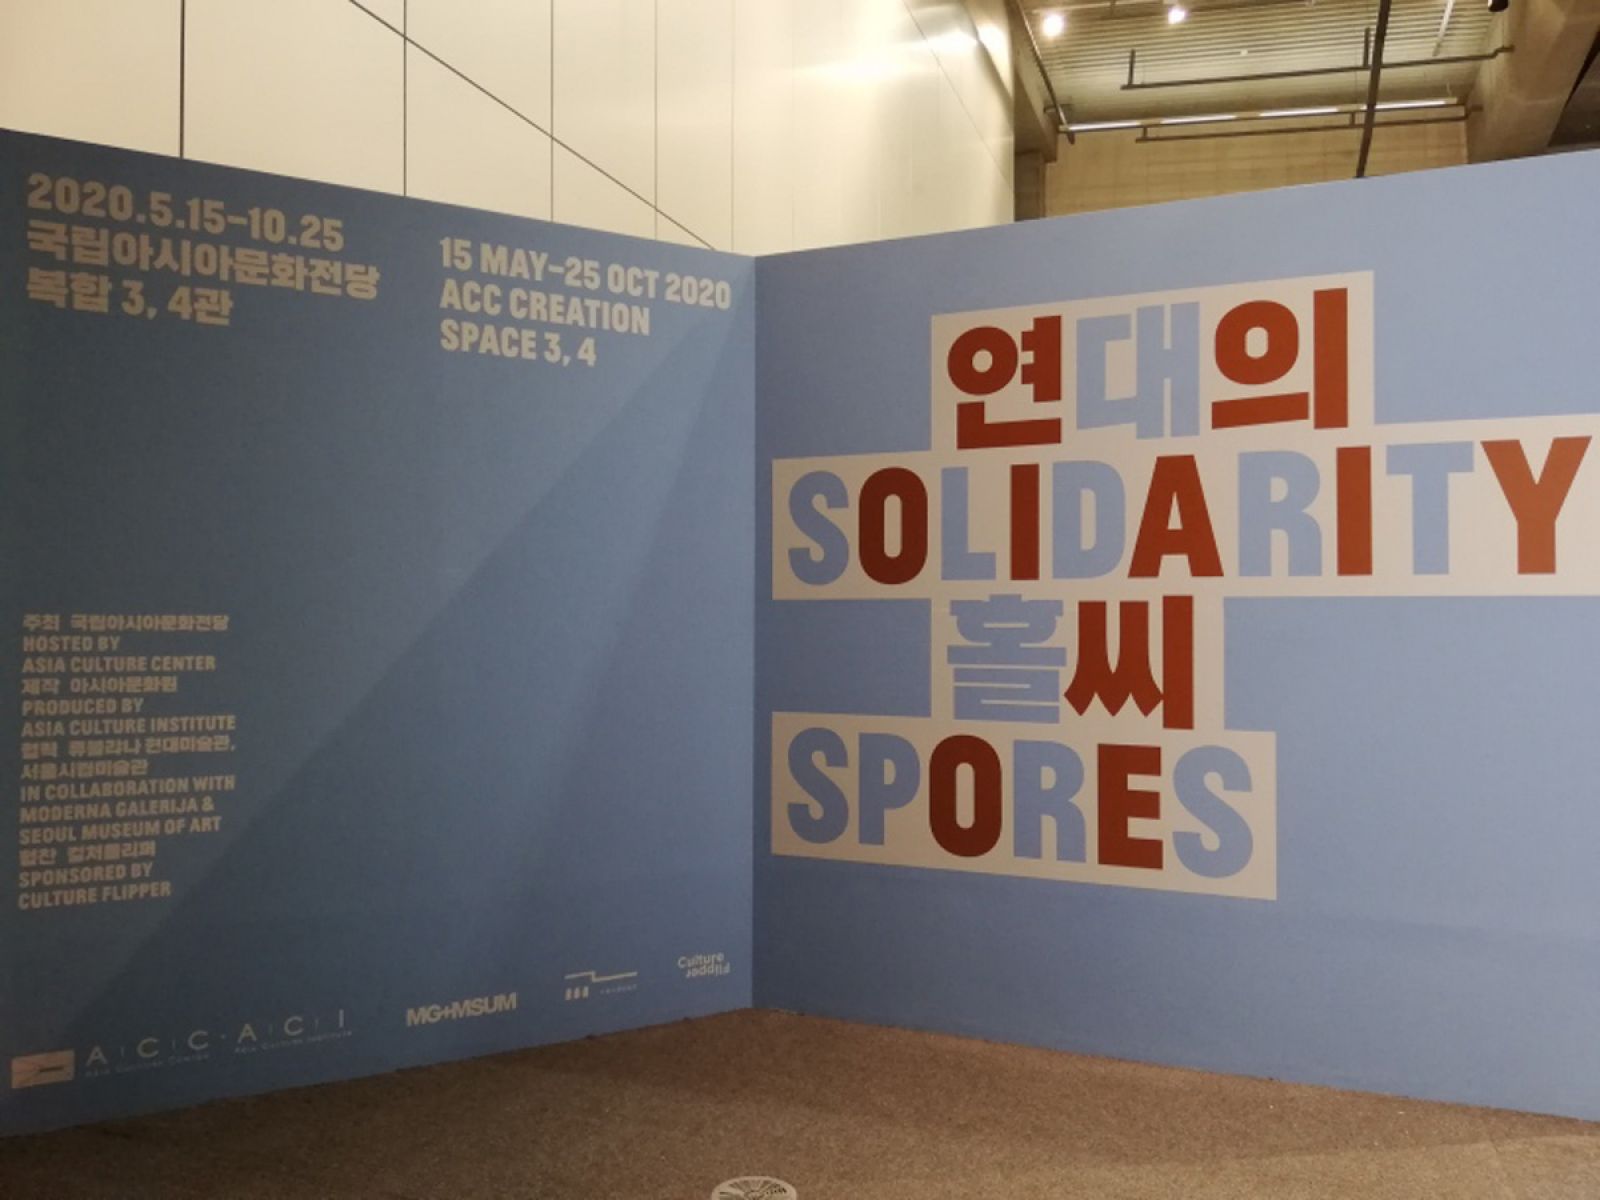 2020.5.15–10.25
국립아시아문화전당
복합 3, 4관
15 MAY–25 OCT 2020
ACC CREATION
SPACE 3, 4
연대의
SOLIDARITY
홀씨
SPORES
주최 국립아시아문화전당
HOSTED BY
ASIA CULTURE CENTER
제작 아시아문화원
PRODUCED BY
ASIA CULTURE INSTITUTE
협력 류블랴나 현대미술관,
서울시립미술관
IN COLLABORATION WITH
MODERNA GALERIJA &
SEOUL MUSEUM OF ART
협찬 컬처플리퍼
SPONSORED BY
CULTURE FLIPPER
A C C · A C I
MG+MSUM
Culture
Flipper